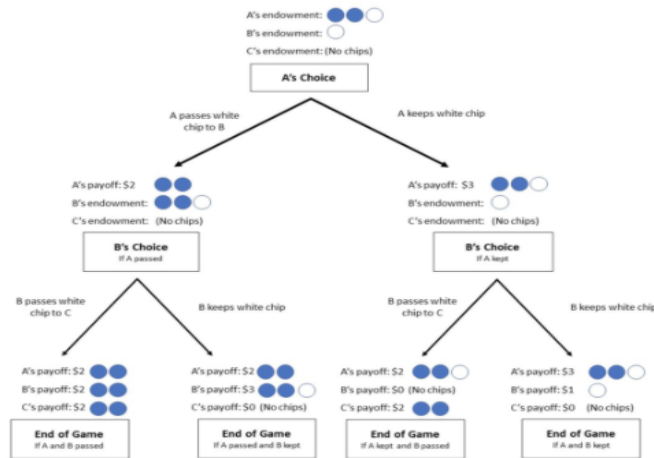 A's endowment:
B's endowment:
C's endowment: (No chips)
A's Choice
A passes white
chip to B
A keeps white chip
A's payoff: $2
B's endowment:
C's endowment: (No chips)
B's Choice
If A passed
A's payoff: $3
B's endowment:
C's endowment: (No chips)
B's Choice
If A kept
B passes white
chip to C
B keeps white chip
B passes white
chip to C
B keeps white chip
A's payoff: $2
B's payoff: $2
C's payoff: $2
End of Game
If A and B passed
A's payoff: $2
B's payoff: $3
C's payoff: $0 (No chips)
End of Game
If A passed and B kept
A's payoff: $2
B's payoff: $0 (No chips)
C's payoff: $2
End of Game
If A kept and B passed
A's payoff: $3
B's payoff: $1
C's payoff: $0 (No chips)
End of Game
If A and B kept